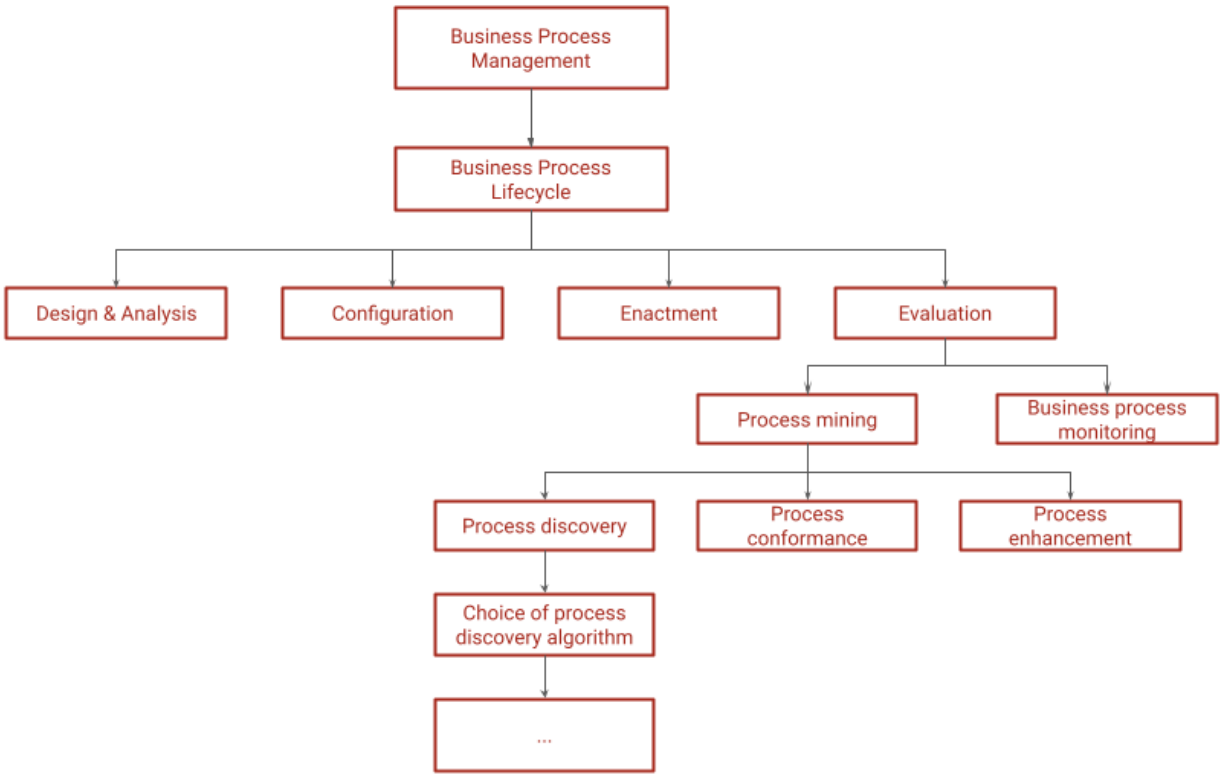 Business Process
Management
Business Process
Lifecycle
Design & Analysis
Configuration
Enactment
Evaluation
Process mining
Business process
monitoring
Process discovery
Process
conformance
Process
enhancement
Choice of process
discovery algorithm
...